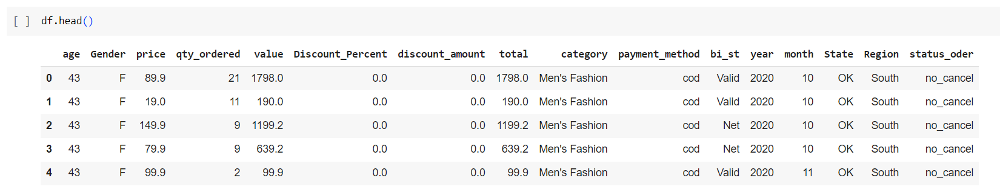 [ ] df.head()
age Gender price qty_ordered value Discount_Percent discount_amount total category payment_method bi_st year month State Region status_oder
0 43 F 89.9 21 1798.0 0.0 0.0 1798.0 Men's Fashion cod Valid 2020 10 OK South no_cancel
1 43 F 19.0 11 190.0 0.0 0.0 190.0 Men's Fashion cod Valid 2020 10 OK South no_cancel
2 43 F 149.9 9 1199.2 0.0 0.0 1199.2 Men's Fashion cod Net 2020 10 OK South no_cancel
3 43 F 79.9 9 639.2 0.0 0.0 639.2 Men's Fashion cod Net 2020 10 OK South no_cancel
4 43 F 99.9 2 99.9 0.0 0.0 99.9 Men's Fashion cod Valid 2020 11 OK South no_cancel